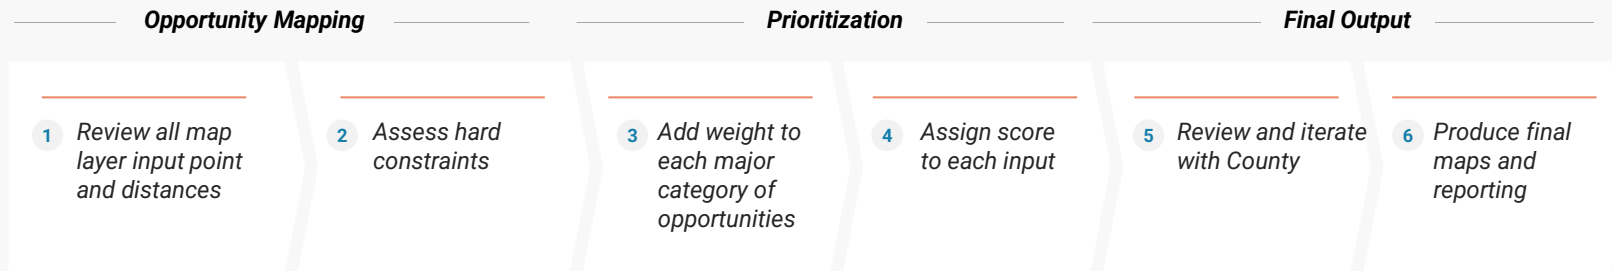 Opportunity Mapping
Prioritization
Final Output
1
Review all map
layer input point
and distances
2
Assess hard
constraints
3
Add weight to
each major
category of
opportunities
4
Assign score
to each input
5
Review and iterate
with County
6
Produce final
maps and
reporting